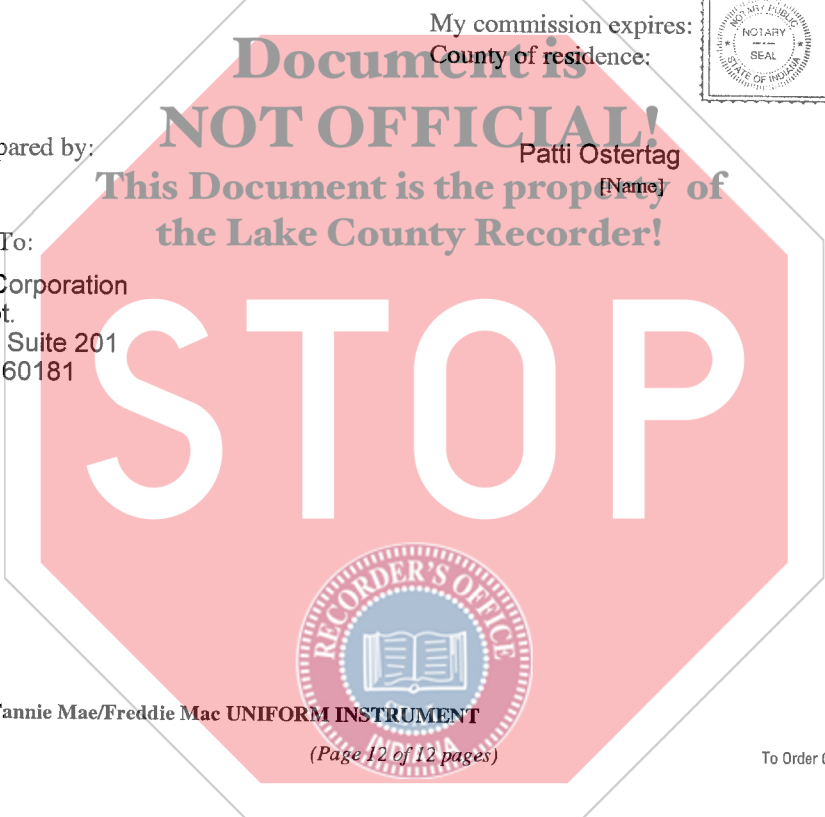 My commission expires:
County of residence:
NOTARY PUBLIC
NOTARY
SEAL
STATE OF INDIANA
Document is
NOT OFFICIAL!
This Document is the property of
the Lake County Recorder!
pared by:
Patti Ostertag
[Name]
To:
Corporation
t.
Suite 201
60181
STOP
RECORDER'S OFFICE
INDIANA
annie Mae/Freddie Mac UNIFORM INSTRUMENT
(Page 12 of 12 pages)
To Order